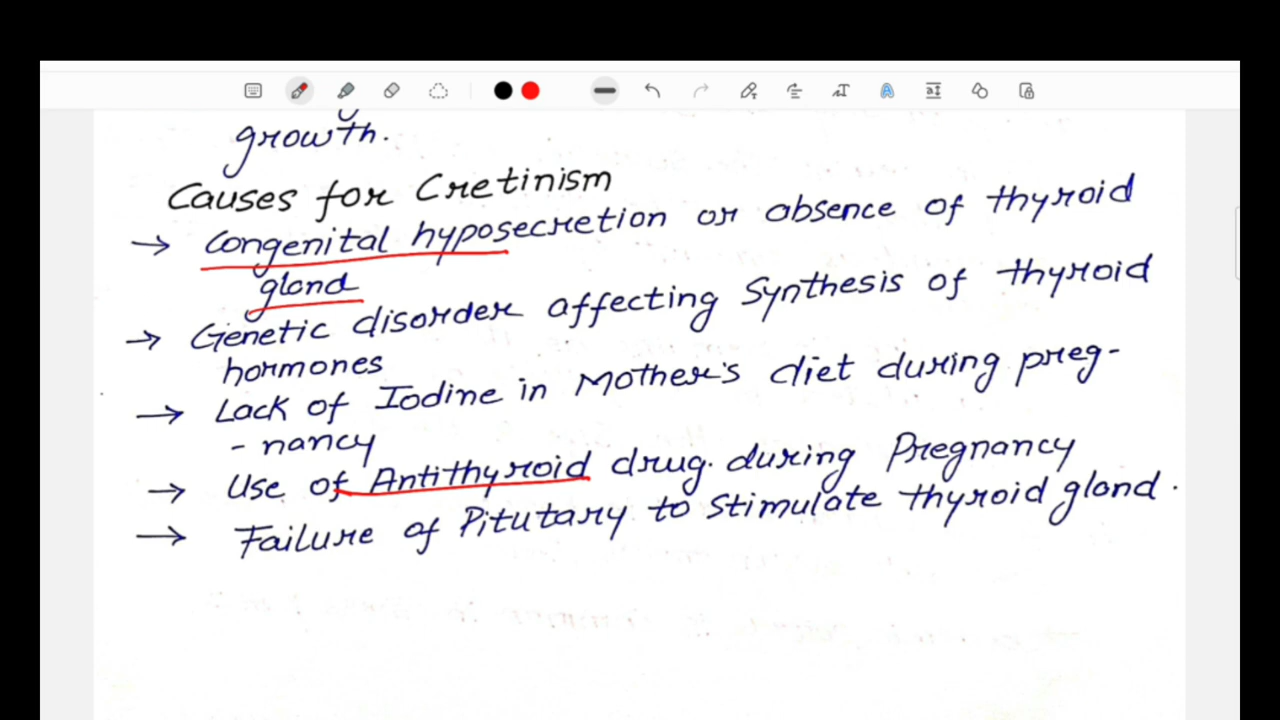 growth.
Causes for Cretinism
→ Congenital hyposecretion or absence of thyroid
gland
→ Genetic disorder affecting Synthesis of thyroid
hormones
→ Lack of Iodine in Mother's diet during preg-
- nancy
→ Use of Antithyroid drug. during Pregnancy
→ Failure of Pitutary to Stimulate thyroid gland.